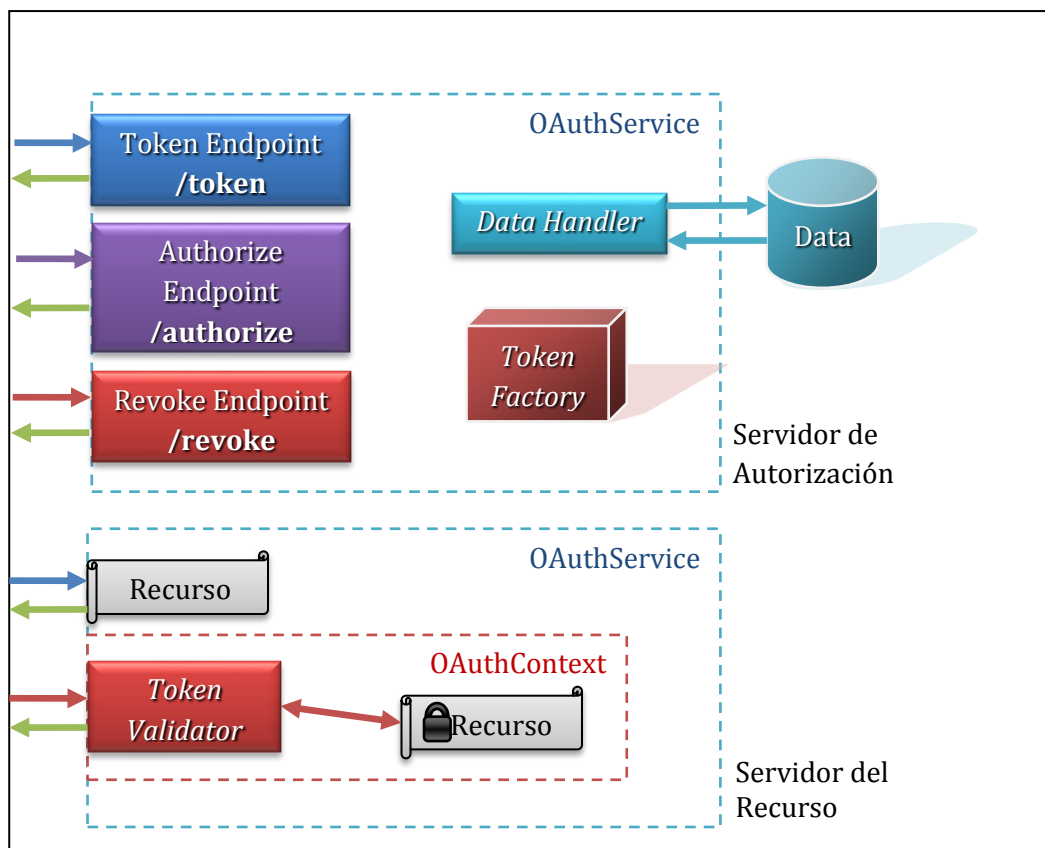 OAuthService
Token Endpoint
/token
Data Handler
Data
Authorize
Endpoint
/authorize
Token
Factory
Revoke Endpoint
/revoke
Servidor de
Autorización
OAuthService
Recurso
OAuthContext
Token
Validator
Recurso
Servidor del
Recurso